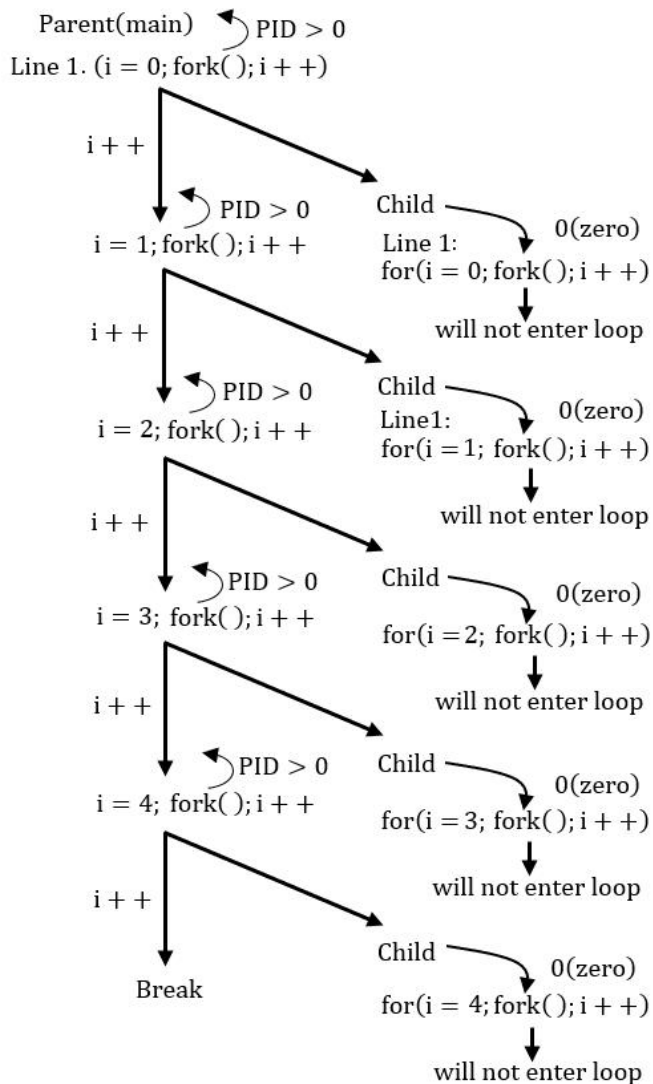 Parent(main) PID > 0
Line 1. (i = 0; fork( ); i + +)
i + +
Child
PID > 0
0(zero)
i = 1; fork( ); i + +
Line 1:
for(i = 0; fork( ); i + +)
i + +
will not enter loop
Child
PID > 0
0(zero)
i = 2; fork( ); i + +
Line1:
for(i =1; fork( ); i + +)
i + +
will not enter loop
Child
PID > 0
0(zero)
i = 3; fork( ); i + +
for(i =2; fork( ); i + +)
i + +
will not enter loop
Child
PID > 0
0(zero)
i = 4; fork( ); i + +
for(i =3; fork( ); i + +)
i + +
will not enter loop
Child
0(zero)
Break
for(i = 4; fork( ); i + +)
will not enter loop